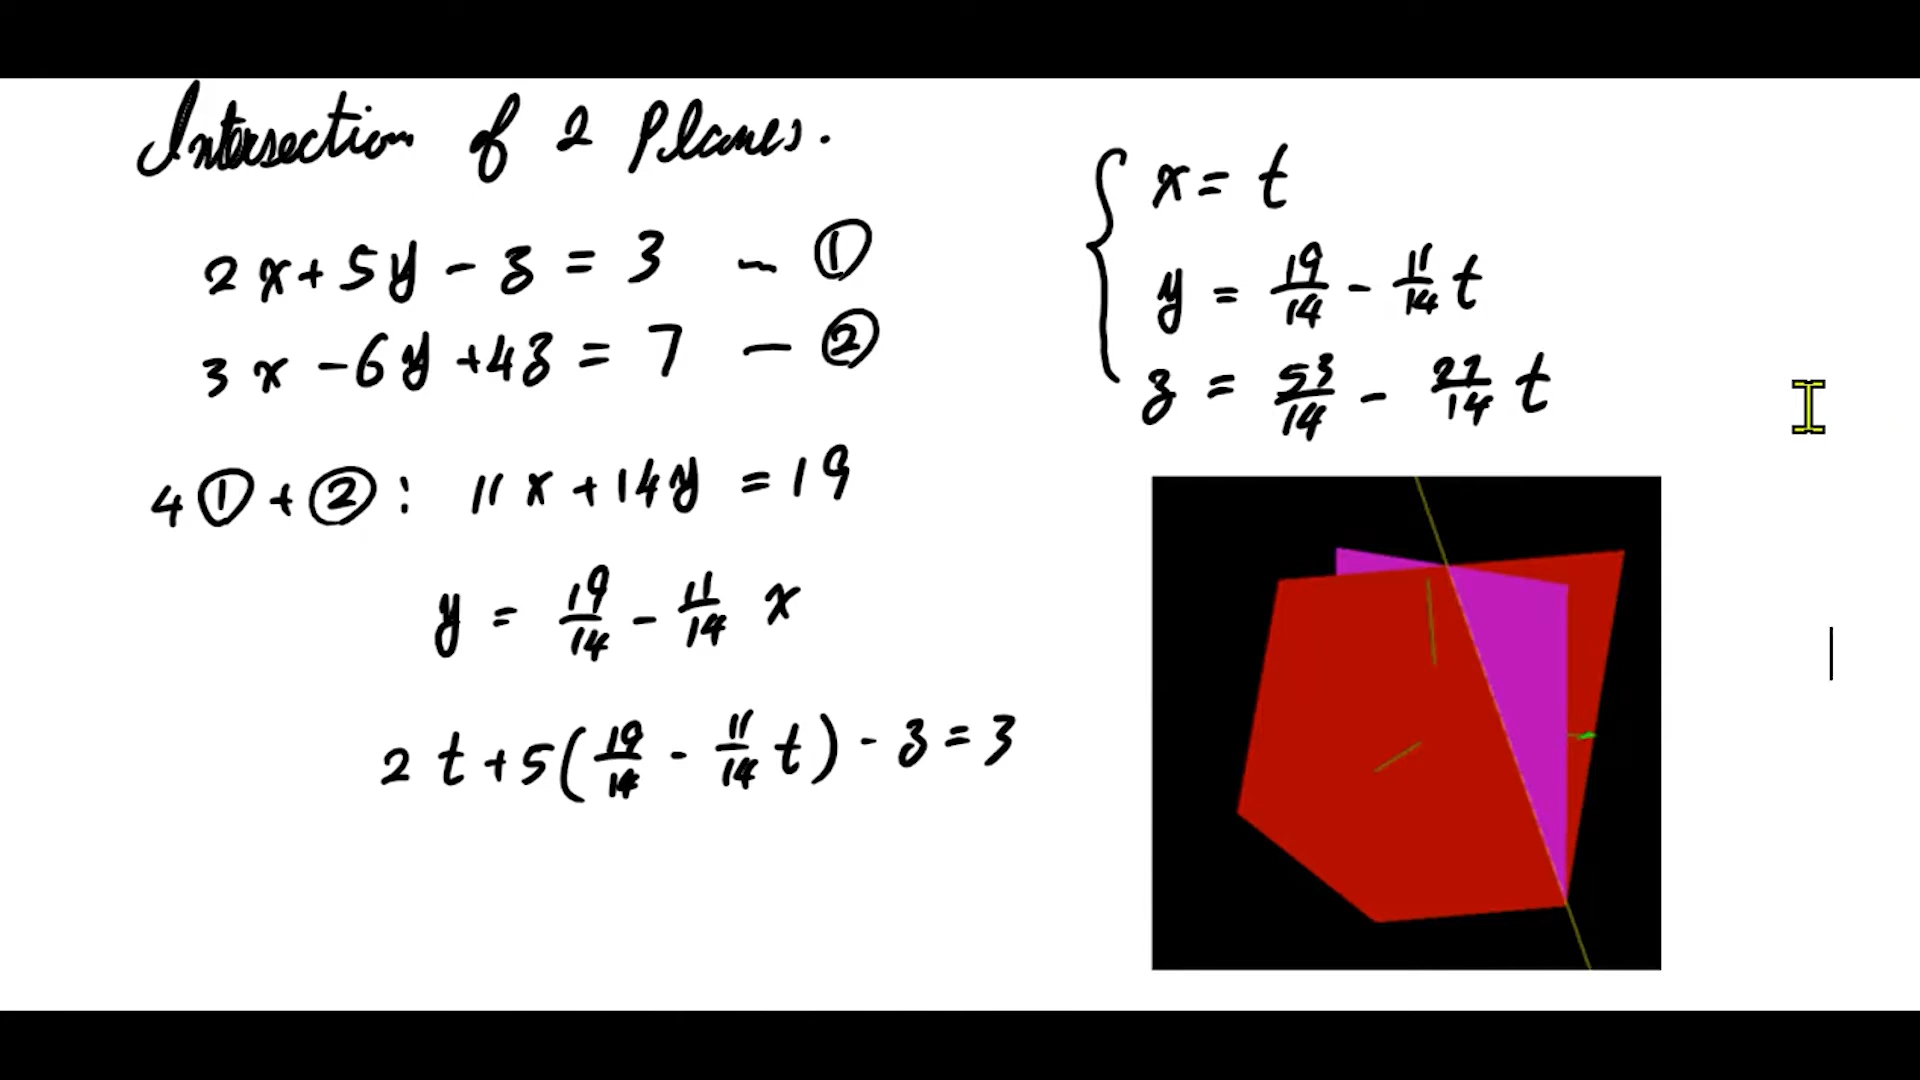 Intersection of 2 Planes.
2x + 5y - z = 3 — ①
3x - 6y + 4z = 7 — ②
4① + ② : 11x + 14y = 19
y = 19/14 - 11/14 x
2t + 5(19/14 - 11/14 t) - z = 3
{ x = t
y = 19/14 - 11/14 t
z = 53/14 - 27/14 t